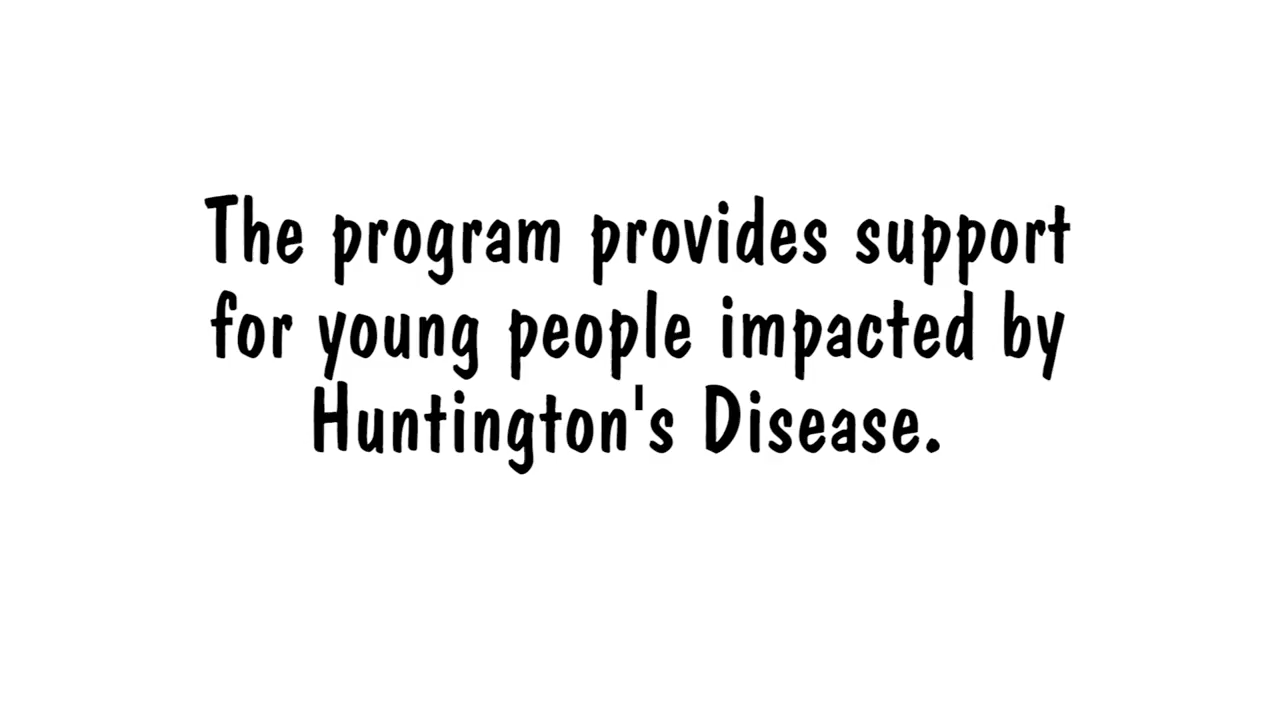 The program provides support
for young people impacted by
Huntington's Disease.